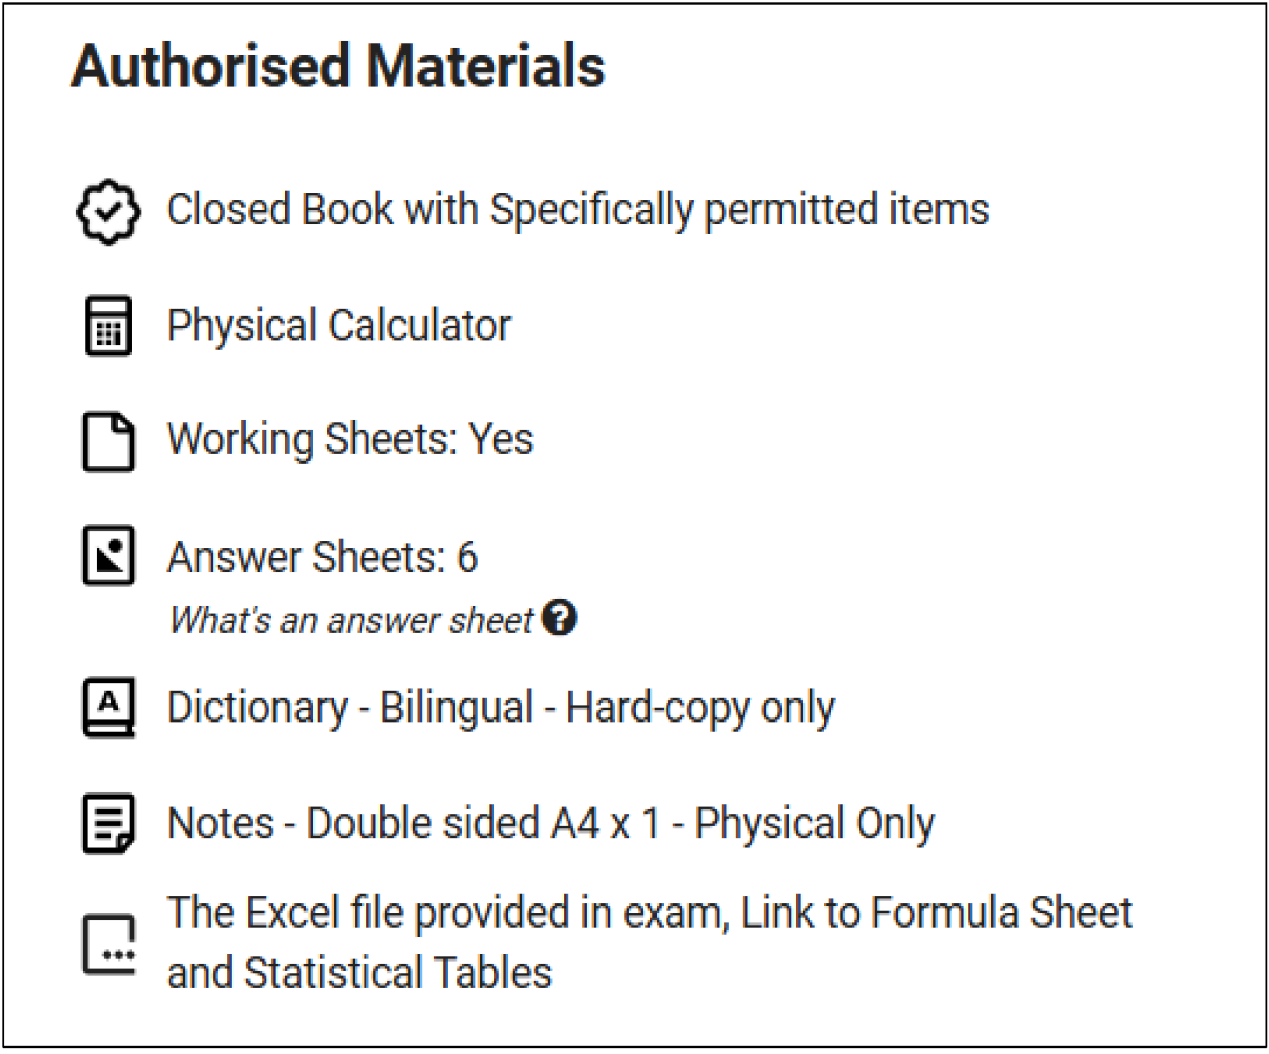 Authorised Materials
Closed Book with Specifically permitted items
Physical Calculator
Working Sheets: Yes
Answer Sheets: 6
What's an answer sheet ?
A Dictionary - Bilingual - Hard-copy only
Notes - Double sided A4 x 1 - Physical Only
The Excel file provided in exam, Link to Formula Sheet
and Statistical Tables